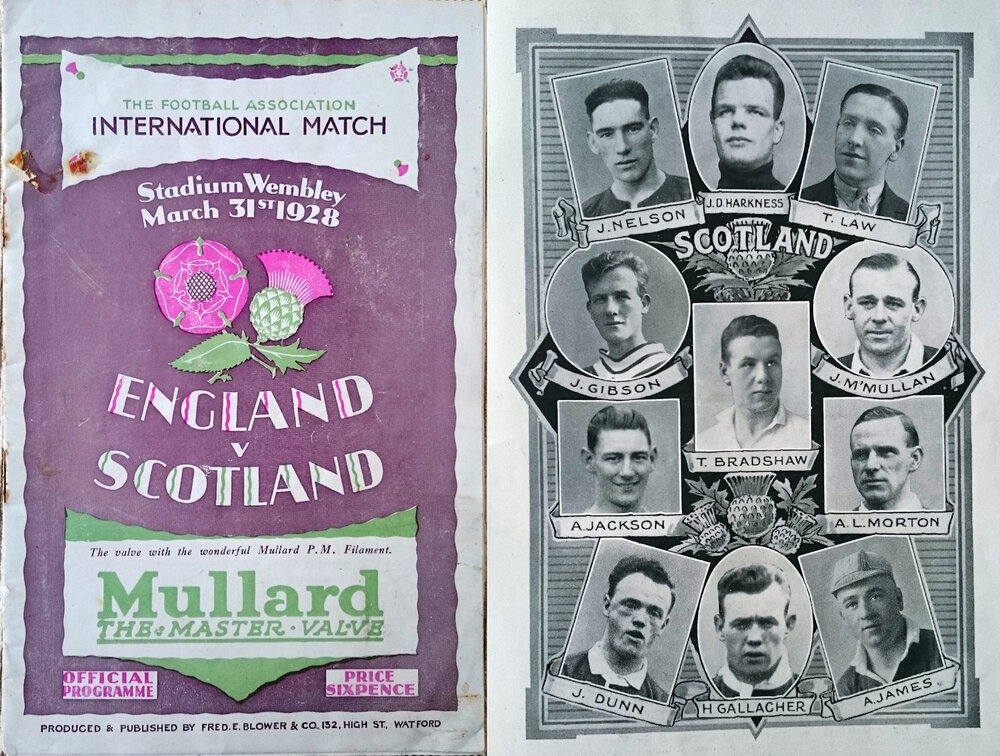 THE FOOTBALL ASSOCIATION
INTERNATIONAL MATCH
Stadium Wembley
March 31ST 1928
ENGLAND
v
SCOTLAND
The valve with the wonderful Mullard P.M. Filament.
Mullard
THE · MASTER · VALVE
OFFICIAL
PROGRAMME
PRICE
SIXPENCE
PRODUCED & PUBLISHED BY FRED. E. BLOWER & CO. 132, HIGH ST, WATFORD
J. NELSON
J.D. HARKNESS
T. LAW
SCOTLAND
J. GIBSON
J. M'MULLAN
T. BRADSHAW
A. JACKSON
A. L. MORTON
J. DUNN
H GALLACHER
A. JAMES